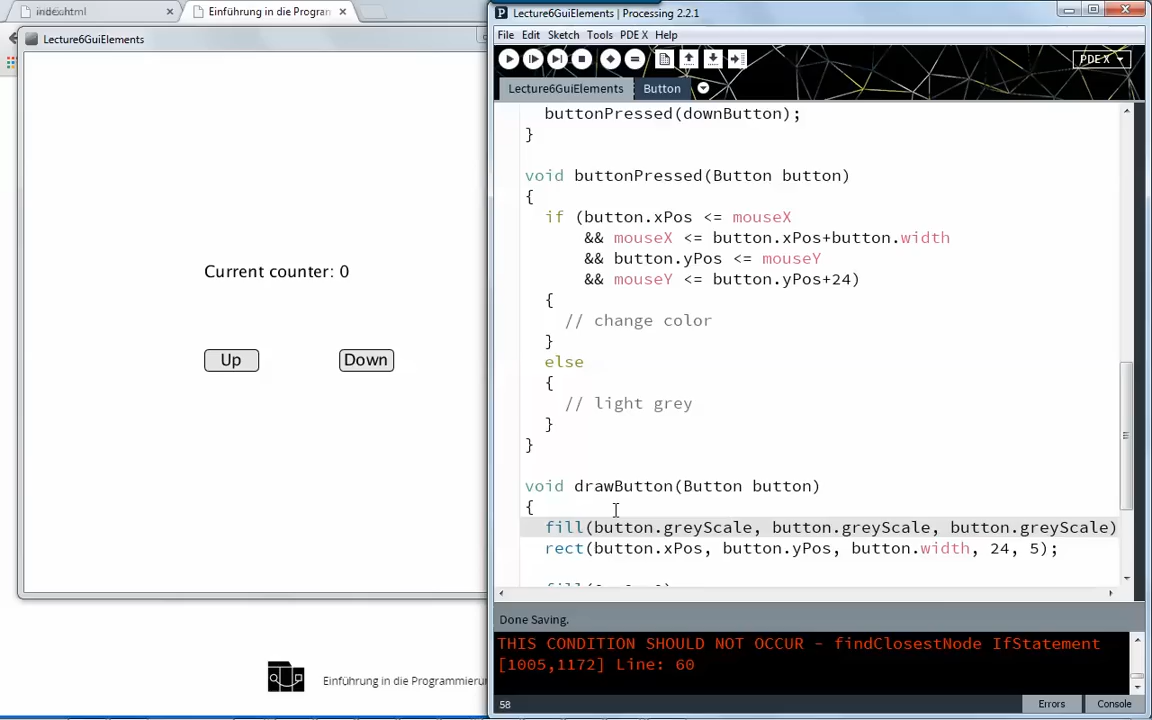 index.html
Einführung in die Program
Lecture6GuiElements
Current counter: 0
Up
Down
Einführung in die Programmierun
Lecture6GuiElements | Processing 2.2.1
File Edit Sketch Tools PDE X Help
PDE X
Lecture6GuiElements
Button
buttonPressed(downButton);
}
void buttonPressed(Button button)
{
if (button.xPos <= mouseX
&& mouseX <= button.xPos+button.width
&& button.yPos <= mouseY
&& mouseY <= button.yPos+24)
{
// change color
}
else
{
// light grey
}
}
void drawButton(Button button)
{
fill(button.greyScale, button.greyScale, button.greyScale)
rect(button.xPos, button.yPos, button.width, 24, 5);
Done Saving.
THIS CONDITION SHOULD NOT OCCUR - findClosestNode IfStatement
[1005,1172] Line: 60
58
Errors
Console